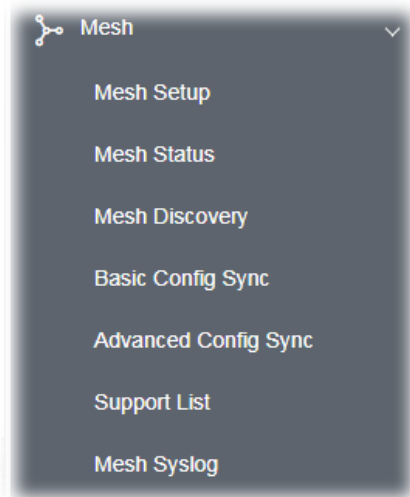 Mesh
Mesh Setup
Mesh Status
Mesh Discovery
Basic Config Sync
Advanced Config Sync
Support List
Mesh Syslog